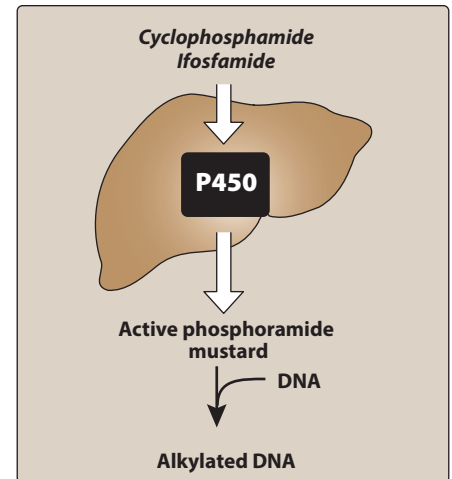 Cyclophosphamide
Ifosfamide
P450
Active phosphoramide
mustard
DNA
Alkylated DNA